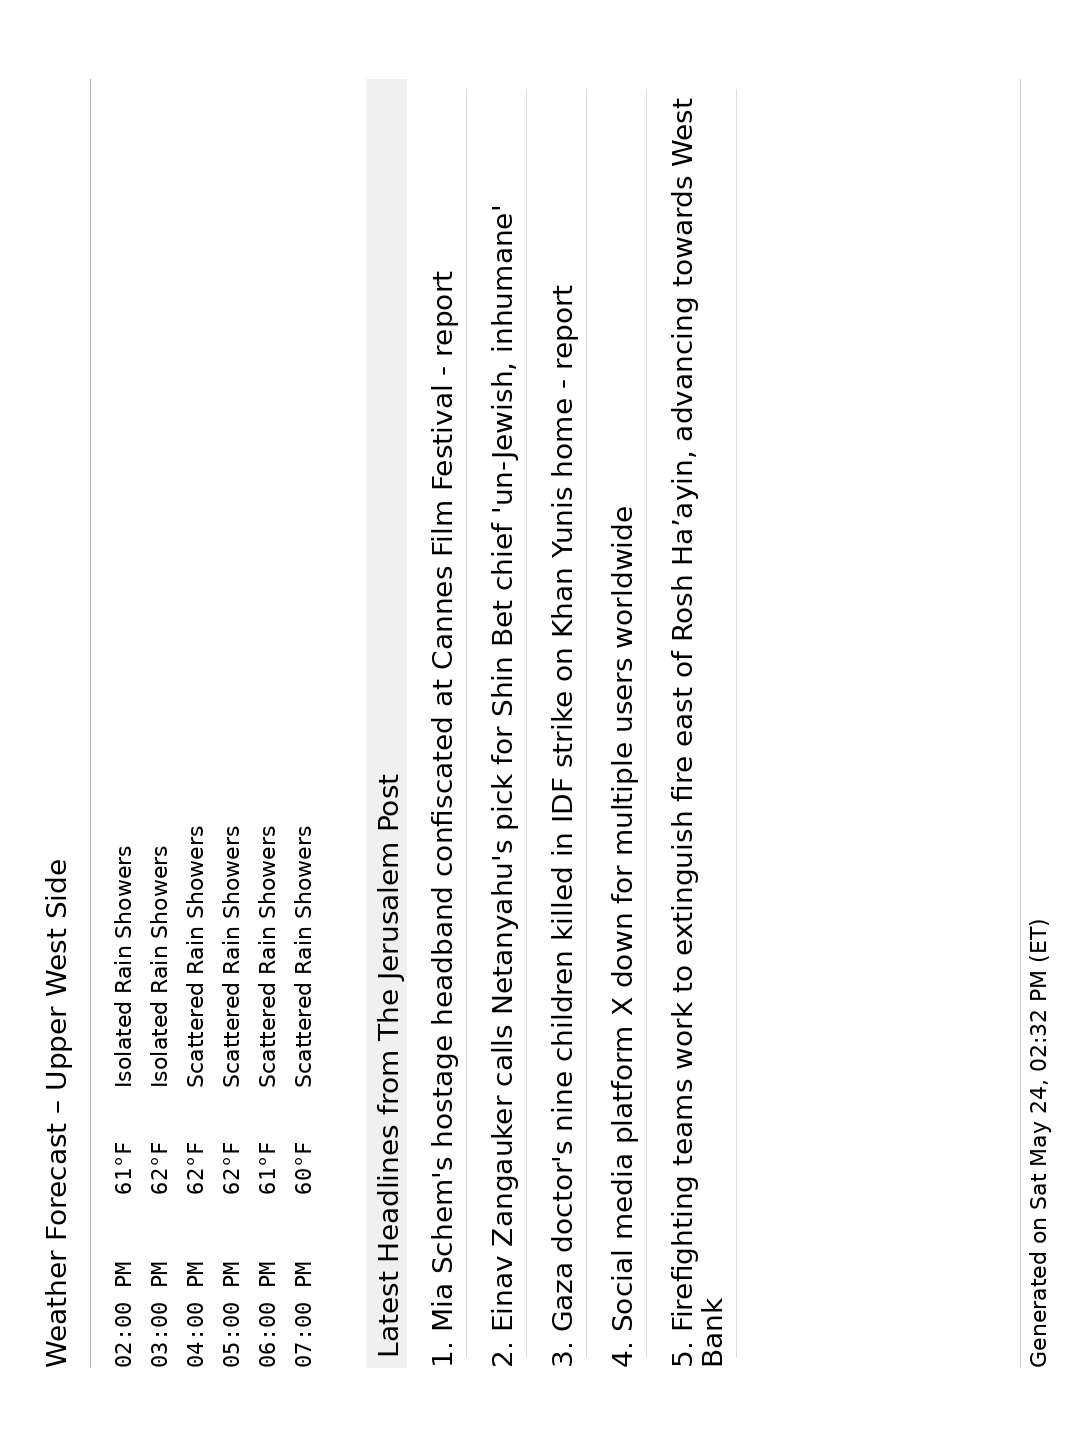 Weather Forecast – Upper West Side
02:00 PM 61°F Isolated Rain Showers
03:00 PM 62°F Isolated Rain Showers
04:00 PM 62°F Scattered Rain Showers
05:00 PM 62°F Scattered Rain Showers
06:00 PM 61°F Scattered Rain Showers
07:00 PM 60°F Scattered Rain Showers
Latest Headlines from The Jerusalem Post
1. Mia Schem's hostage headband confiscated at Cannes Film Festival - report
2. Einav Zangauker calls Netanyahu's pick for Shin Bet chief 'un-Jewish, inhumane'
3. Gaza doctor's nine children killed in IDF strike on Khan Yunis home - report
4. Social media platform X down for multiple users worldwide
5. Firefighting teams work to extinguish fire east of Rosh Ha’ayin, advancing towards West
Bank
Generated on Sat May 24, 02:32 PM (ET)